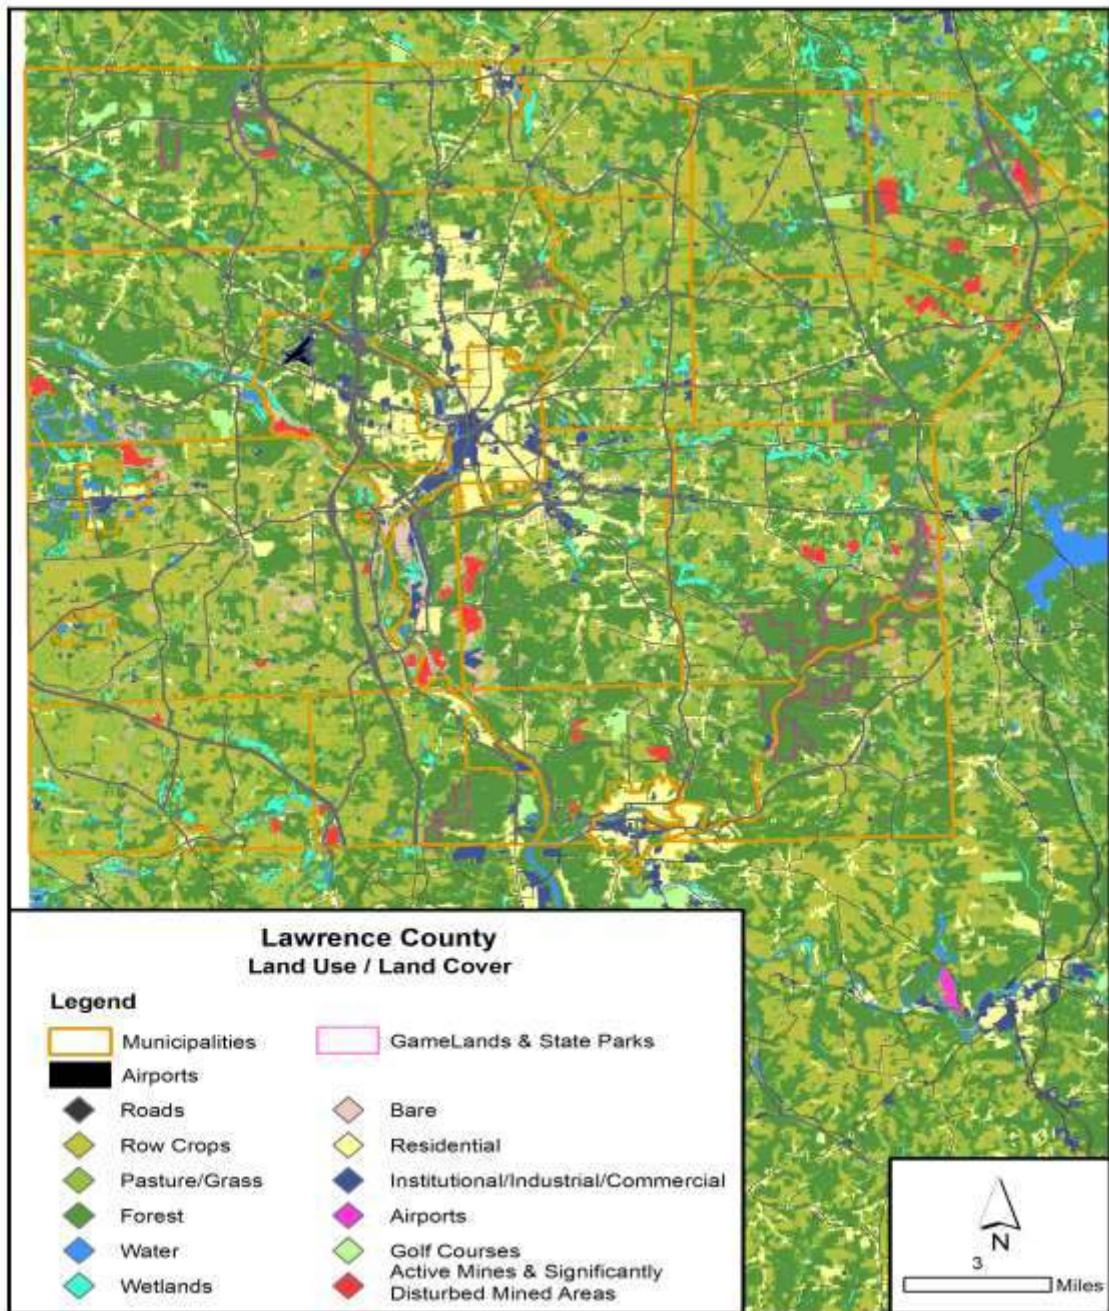 Lawrence County
Land Use / Land Cover
Legend
Municipalities
GameLands & State Parks
Airports
Roads
Bare
Row Crops
Residential
Pasture/Grass
Institutional/Industrial/Commercial
Forest
Airports
Water
Golf Courses
Wetlands
Active Mines & Significantly
Disturbed Mined Areas
N
3
Miles